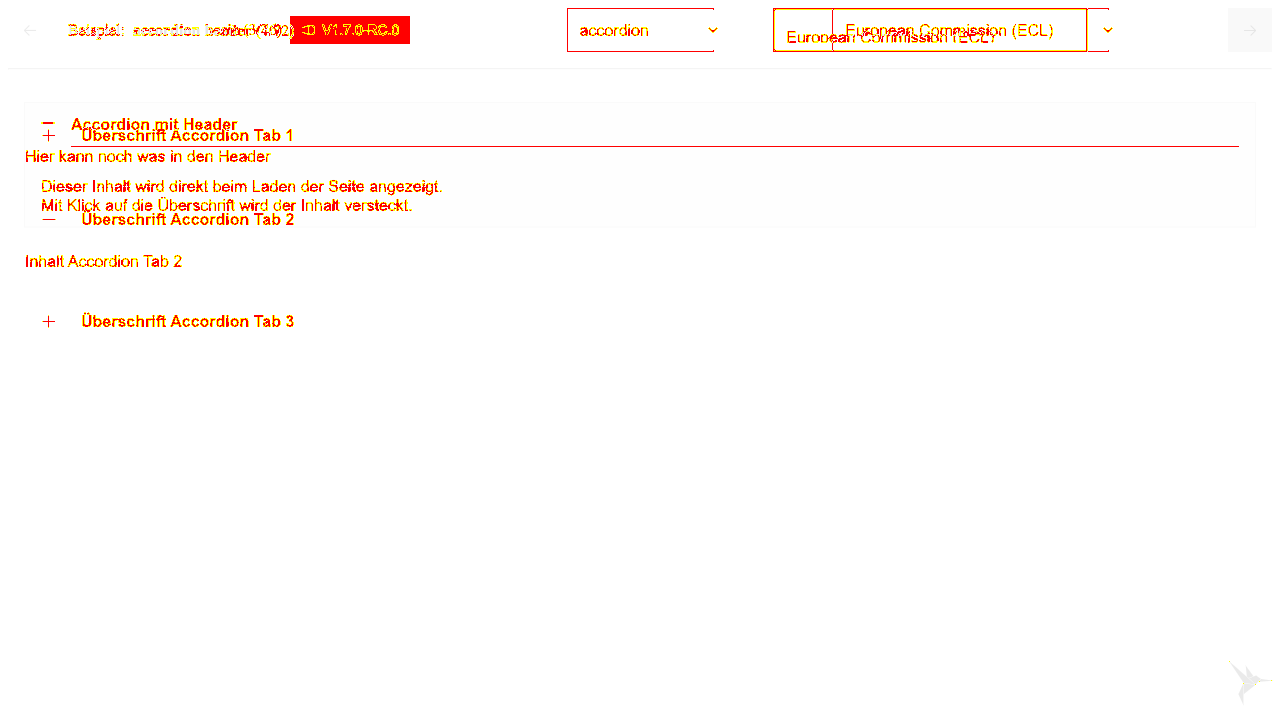 Beispiel: accordion V1.7.0-RC.0
accordion
European Commission (ECL)
European Commission (ECL)
Accordion mit Header
Überschrift Accordion Tab 1
Hier kann noch was in den Header
Dieser Inhalt wird direkt beim Laden der Seite angezeigt.
Mit Klick auf die Überschrift wird der Inhalt versteckt.
Überschrift Accordion Tab 2
Inhalt Accordion Tab 2
Überschrift Accordion Tab 3